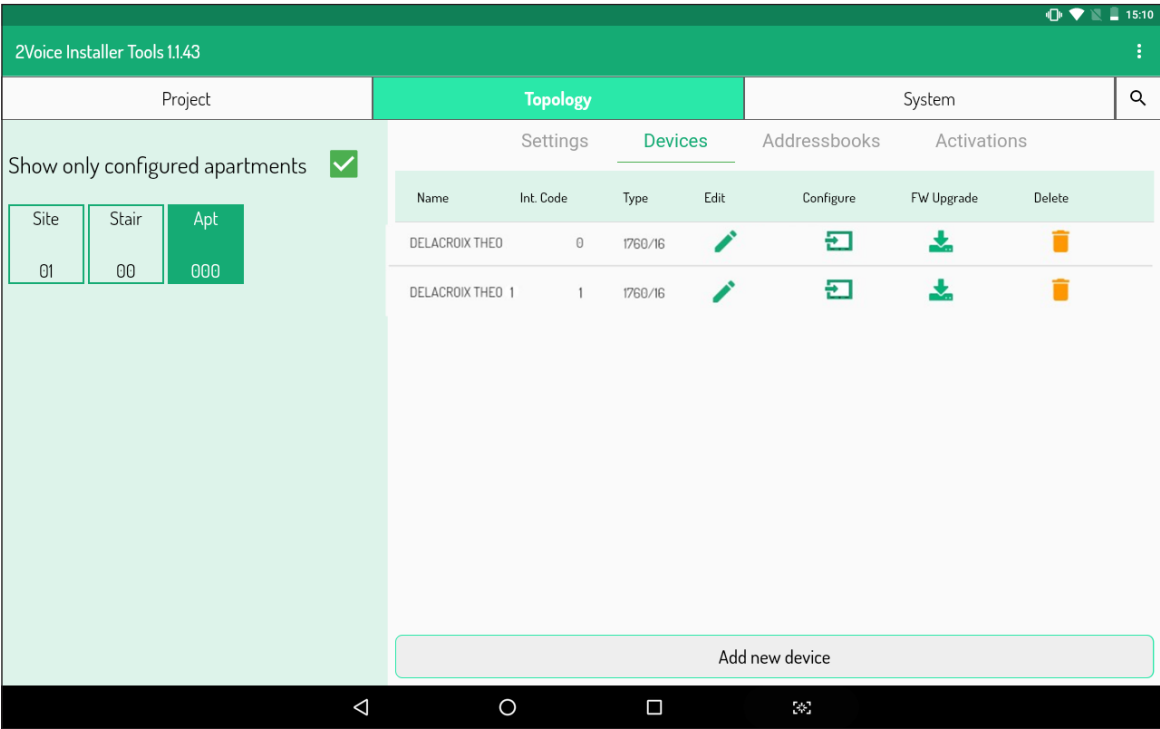 15:10
2Voice Installer Tools 1.1.43
Project Topology System
Settings Devices Addressbooks Activations
Show only configured apartments
Name Int. Code Type Edit Configure FW Upgrade Delete
Site Stair Apt
01 00 000
DELACROIX THEO 0 1760/16
DELACROIX THEO 1 1 1760/16
Add new device